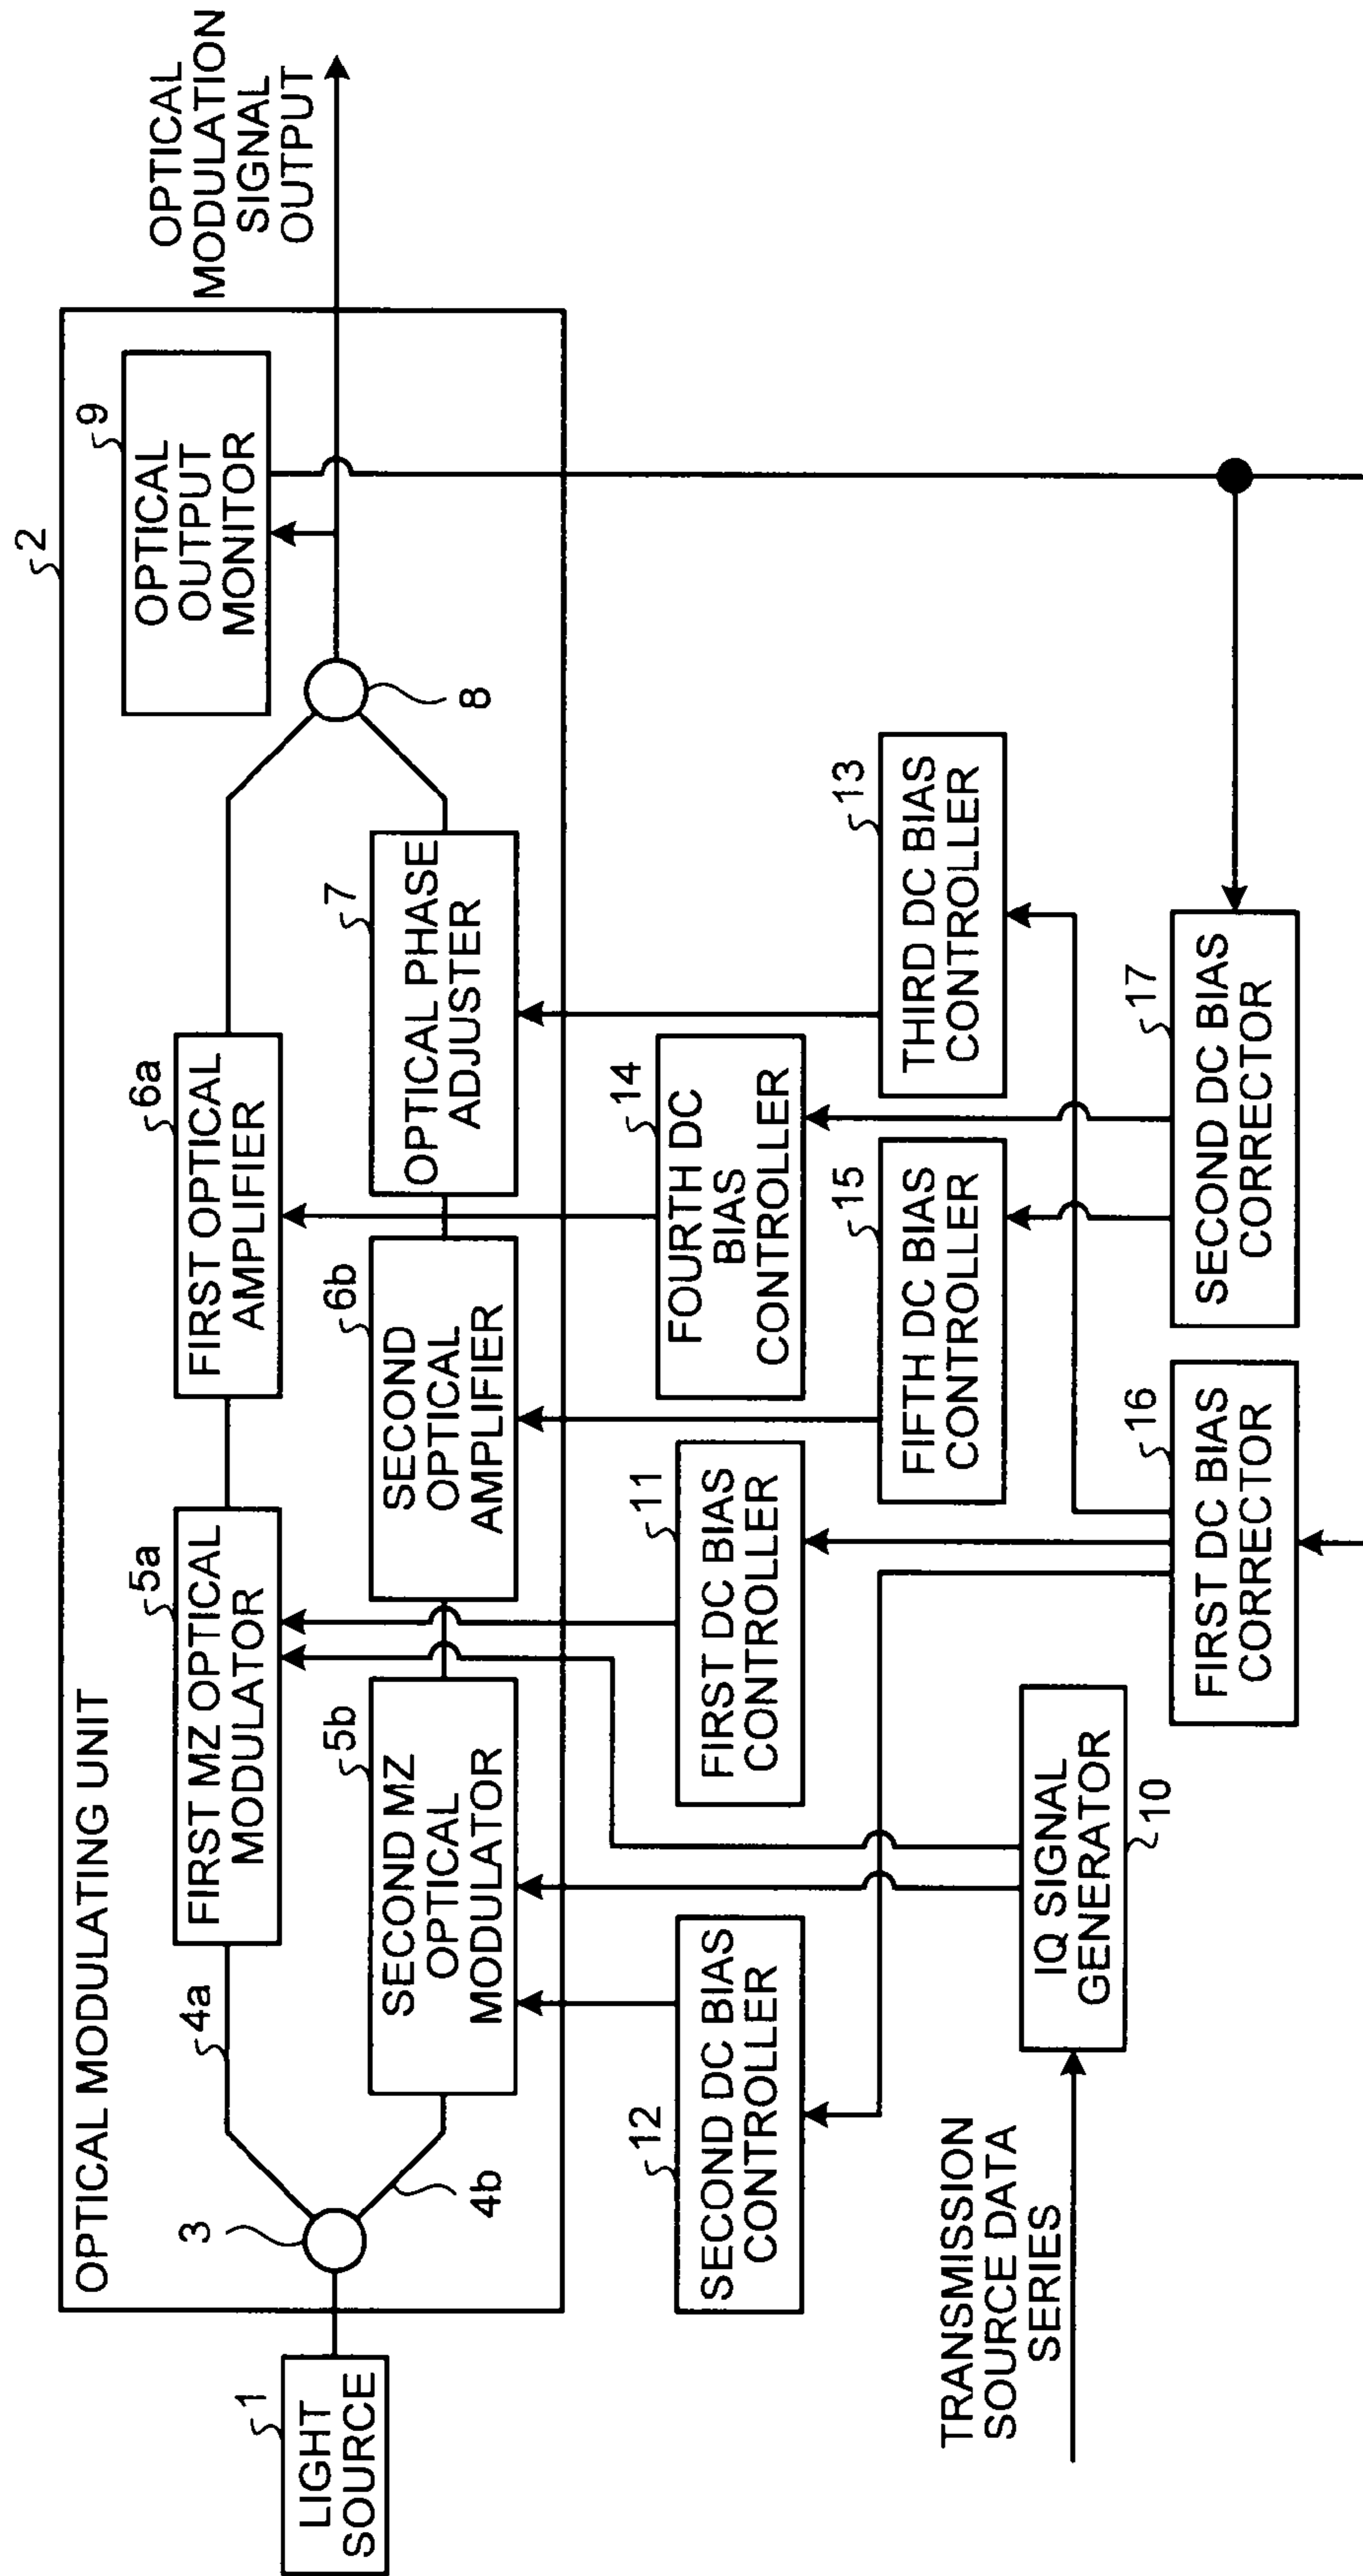 OPTICAL MODULATING UNIT
2
1
LIGHT
SOURCE
3
4a
4b
5a
FIRST MZ OPTICAL
MODULATOR
5b
SECOND MZ
OPTICAL
MODULATOR
6a
FIRST OPTICAL
AMPLIFIER
6b
SECOND
OPTICAL
AMPLIFIER
7
OPTICAL PHASE
ADJUSTER
8
9
OPTICAL
OUTPUT
MONITOR
OPTICAL
MODULATION
SIGNAL
OUTPUT
12
SECOND DC BIAS
CONTROLLER
11
FIRST DC BIAS
CONTROLLER
14
FOURTH DC
BIAS
CONTROLLER
15
FIFTH DC BIAS
CONTROLLER
13
THIRD DC BIAS
CONTROLLER
TRANSMISSION
SOURCE DATA
SERIES
IQ SIGNAL
GENERATOR
10
16
FIRST DC BIAS
CORRECTOR
17
SECOND DC BIAS
CORRECTOR